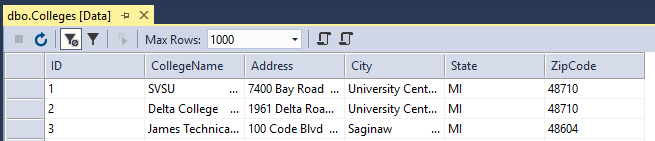 dbo.Colleges [Data]
Max Rows: 1000
ID CollegeName Address City State ZipCode
1 SVSU ... 7400 Bay Road ... University Cent... MI 48710
2 Delta College ... 1961 Delta Roa... University Cent... MI 48710
3 James Technica... 100 Code Blvd ... Saginaw ... MI 48604